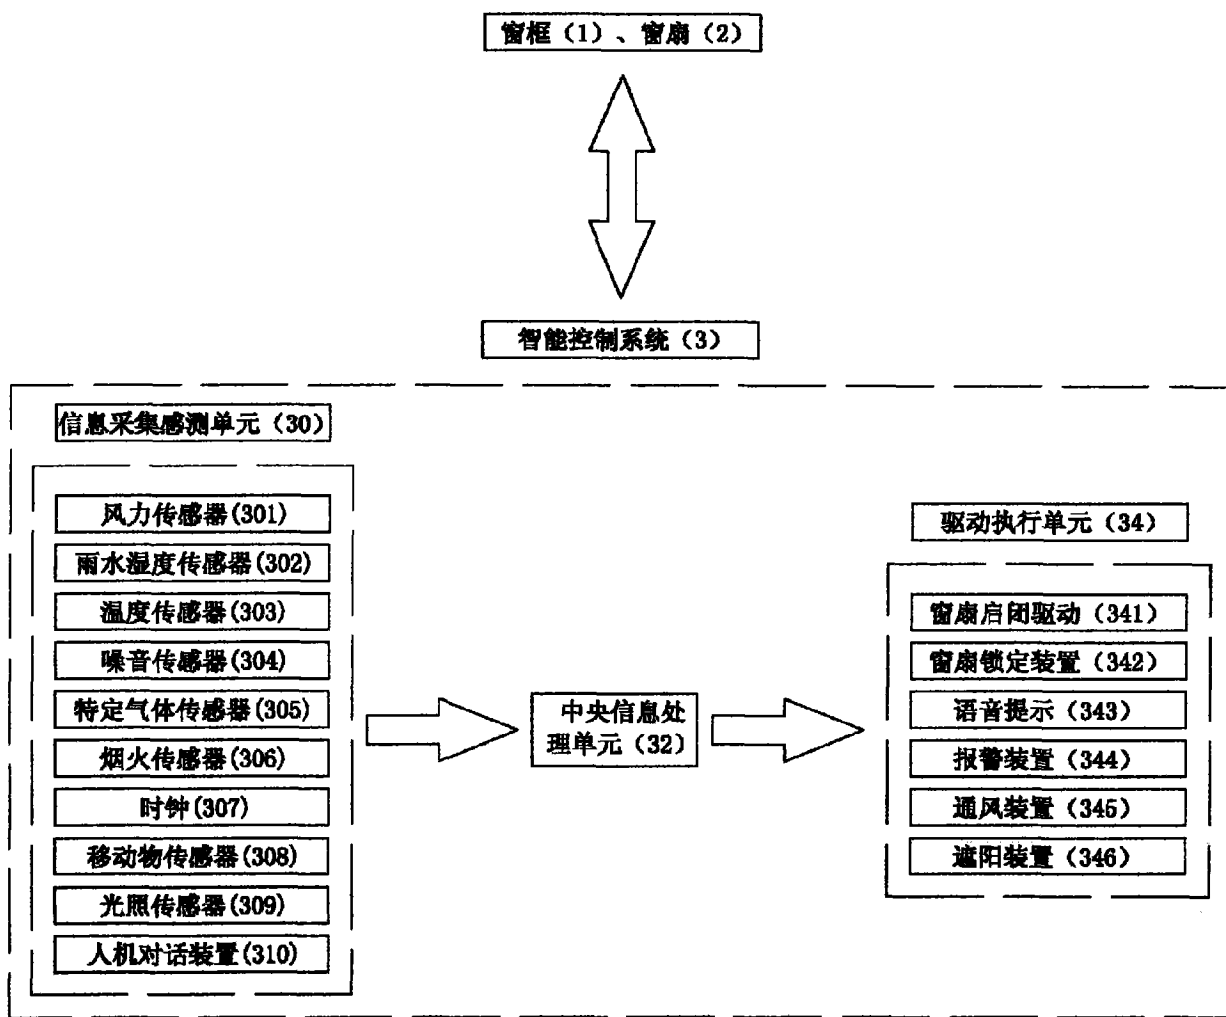 窗框（1）、窗扇（2）
智能控制系统（3）
信息采集感测单元（30）
风力传感器(301)
雨水湿度传感器(302)
温度传感器(303)
噪音传感器(304)
特定气体传感器(305)
烟火传感器(306)
时钟(307)
移动物传感器(308)
光照传感器(309)
人机对话装置(310)
中央信息处
理单元（32）
驱动执行单元（34）
窗扇启闭驱动（341）
窗扇锁定装置（342）
语音提示（343）
报警装置（344）
通风装置（345）
遮阳装置（346）